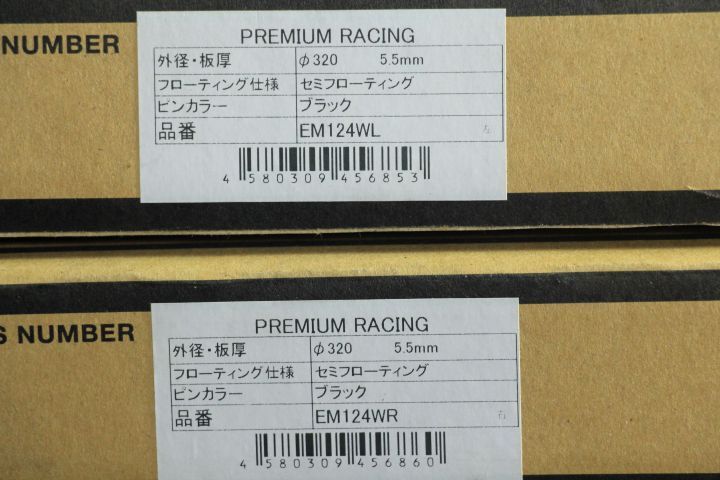 NUMBER
PREMIUM RACING
外径・板厚 φ320 5.5mm
フローティング仕様 セミフローティング
ピンカラー ブラック
品番 EM124WL 左
4 580309 456853
S NUMBER
PREMIUM RACING
外径・板厚 φ320 5.5mm
フローティング仕様 セミフローティング
ピンカラー ブラック
品番 EM124WR 右
4 580309 456860